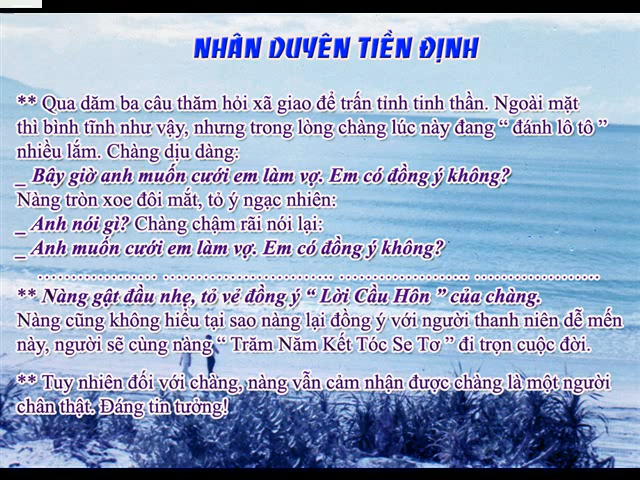 NHÂN DUYÊN TIỀN ĐỊNH
** Qua dăm ba câu thăm hỏi xã giao để trấn tỉnh tinh thần. Ngoài mặt
thì bình tĩnh như vậy, nhưng trong lòng chàng lúc này đang “ đánh lô tô ”
nhiều lắm. Chàng dịu dàng:
_ Bây giờ anh muốn cưới em làm vợ. Em có đồng ý không?
Nàng tròn xoe đôi mắt, tỏ ý ngạc nhiên:
_ Anh nói gì? Chàng chậm rãi nói lại:
_ Anh muốn cưới em làm vợ. Em có đồng ý không?
.................. .......................... .................... ...................
** Nàng gật đầu nhẹ, tỏ vẻ đồng ý “ Lời Cầu Hôn ” của chàng.
Nàng cũng không hiểu tại sao nàng lại đồng ý với người thanh niên dễ mến
này, người sẽ cùng nàng “ Trăm Năm Kết Tóc Se Tơ ” đi trọn cuộc đời.
** Tuy nhiên đối với chàng, nàng vẫn cảm nhận được chàng là một người
chân thật. Đáng tin tưởng!